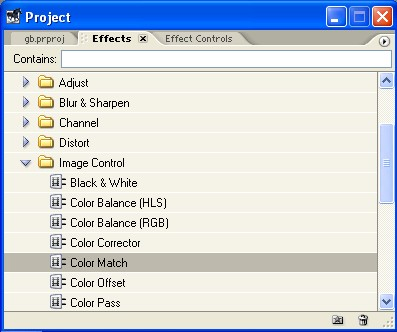 Project
gb.prproj Effects Effect Controls
Contains:
Adjust
Blur & Sharpen
Channel
Distort
Image Control
Black & White
Color Balance (HLS)
Color Balance (RGB)
Color Corrector
Color Match
Color Offset
Color Pass